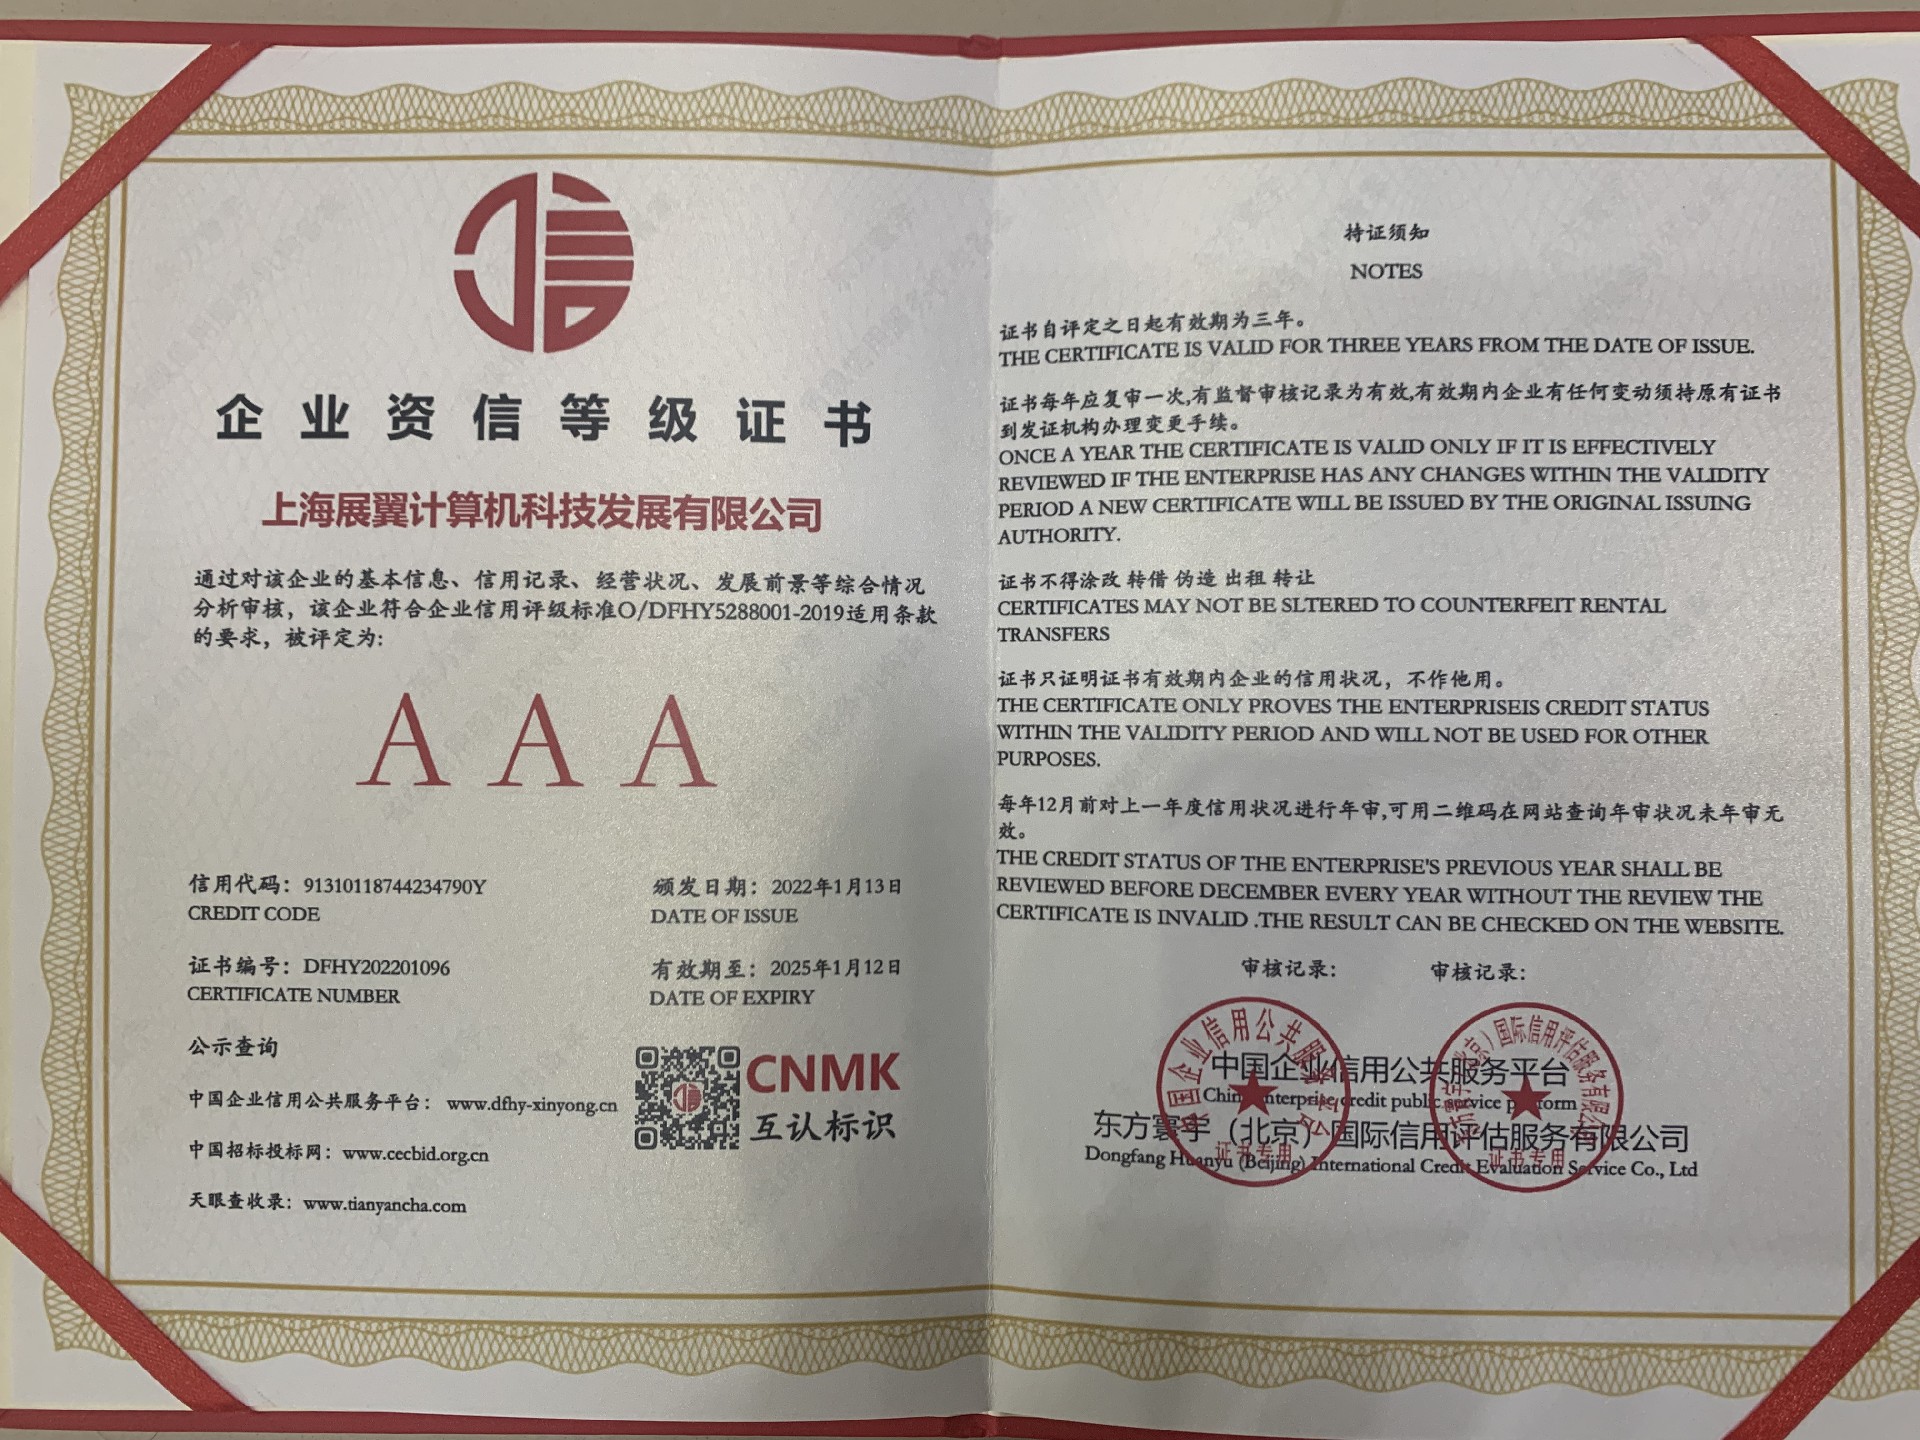 企业资信等级证书
上海展翼计算机科技发展有限公司
通过对该企业的基本信息、信用记录、经营状况、发展前景等综合情况
分析审核，该企业符合企业信用评级标准O/DFHY5288001-2019适用条款
的要求，被评定为:
AAA
信用代码：91310118744234790Y
CREDIT CODE
颁发日期：2022年1月13日
DATE OF ISSUE
证书编号：DFHY202201096
CERTIFICATE NUMBER
有效期至：2025年1月12日
DATE OF EXPIRY
公示查询
中国企业信用公共服务平台：www.dfhy-xinyong.cn
中国招标投标网：www.cecbid.org.cn
天眼查收录：www.tianyancha.com
CNMK
互认标识
持证须知
NOTES
证书自评定之日起有效期为三年。
THE CERTIFICATE IS VALID FOR THREE YEARS FROM THE DATE OF ISSUE.
证书每年应复审一次,有监督审核记录为有效,有效期内企业有任何变动须持原有证书
到发证机构办理变更手续。
ONCE A YEAR THE CERTIFICATE IS VALID ONLY IF IT IS EFFECTIVELY
REVIEWED IF THE ENTERPRISE HAS ANY CHANGES WITHIN THE VALIDITY
PERIOD A NEW CERTIFICATE WILL BE ISSUED BY THE ORIGINAL ISSUING
AUTHORITY.
证书不得涂改 转借 伪造 出租 转让
CERTIFICATES MAY NOT BE SLTERED TO COUNTERFEIT RENTAL
TRANSFERS
证书只证明证书有效期内企业的信用状况，不作他用。
THE CERTIFICATE ONLY PROVES THE ENTERPRISEIS CREDIT STATUS
WITHIN THE VALIDITY PERIOD AND WILL NOT BE USED FOR OTHER
PURPOSES.
每年12月前对上一年度信用状况进行年审,可用二维码在网站查询年审状况未年审无
效。
THE CREDIT STATUS OF THE ENTERPRISE'S PREVIOUS YEAR SHALL BE
REVIEWED BEFORE DECEMBER EVERY YEAR WITHOUT THE REVIEW THE
CERTIFICATE IS INVALID .THE RESULT CAN BE CHECKED ON THE WEBSITE.
审核记录:
审核记录:
中国企业信用公共服务平台
China enterprise credit public service platform
东方寰宇（北京）国际信用评估服务有限公司
Dongfang Huanyu (Beijing) International Credit Evaluation Service Co., Ltd
证书专用
证书专用